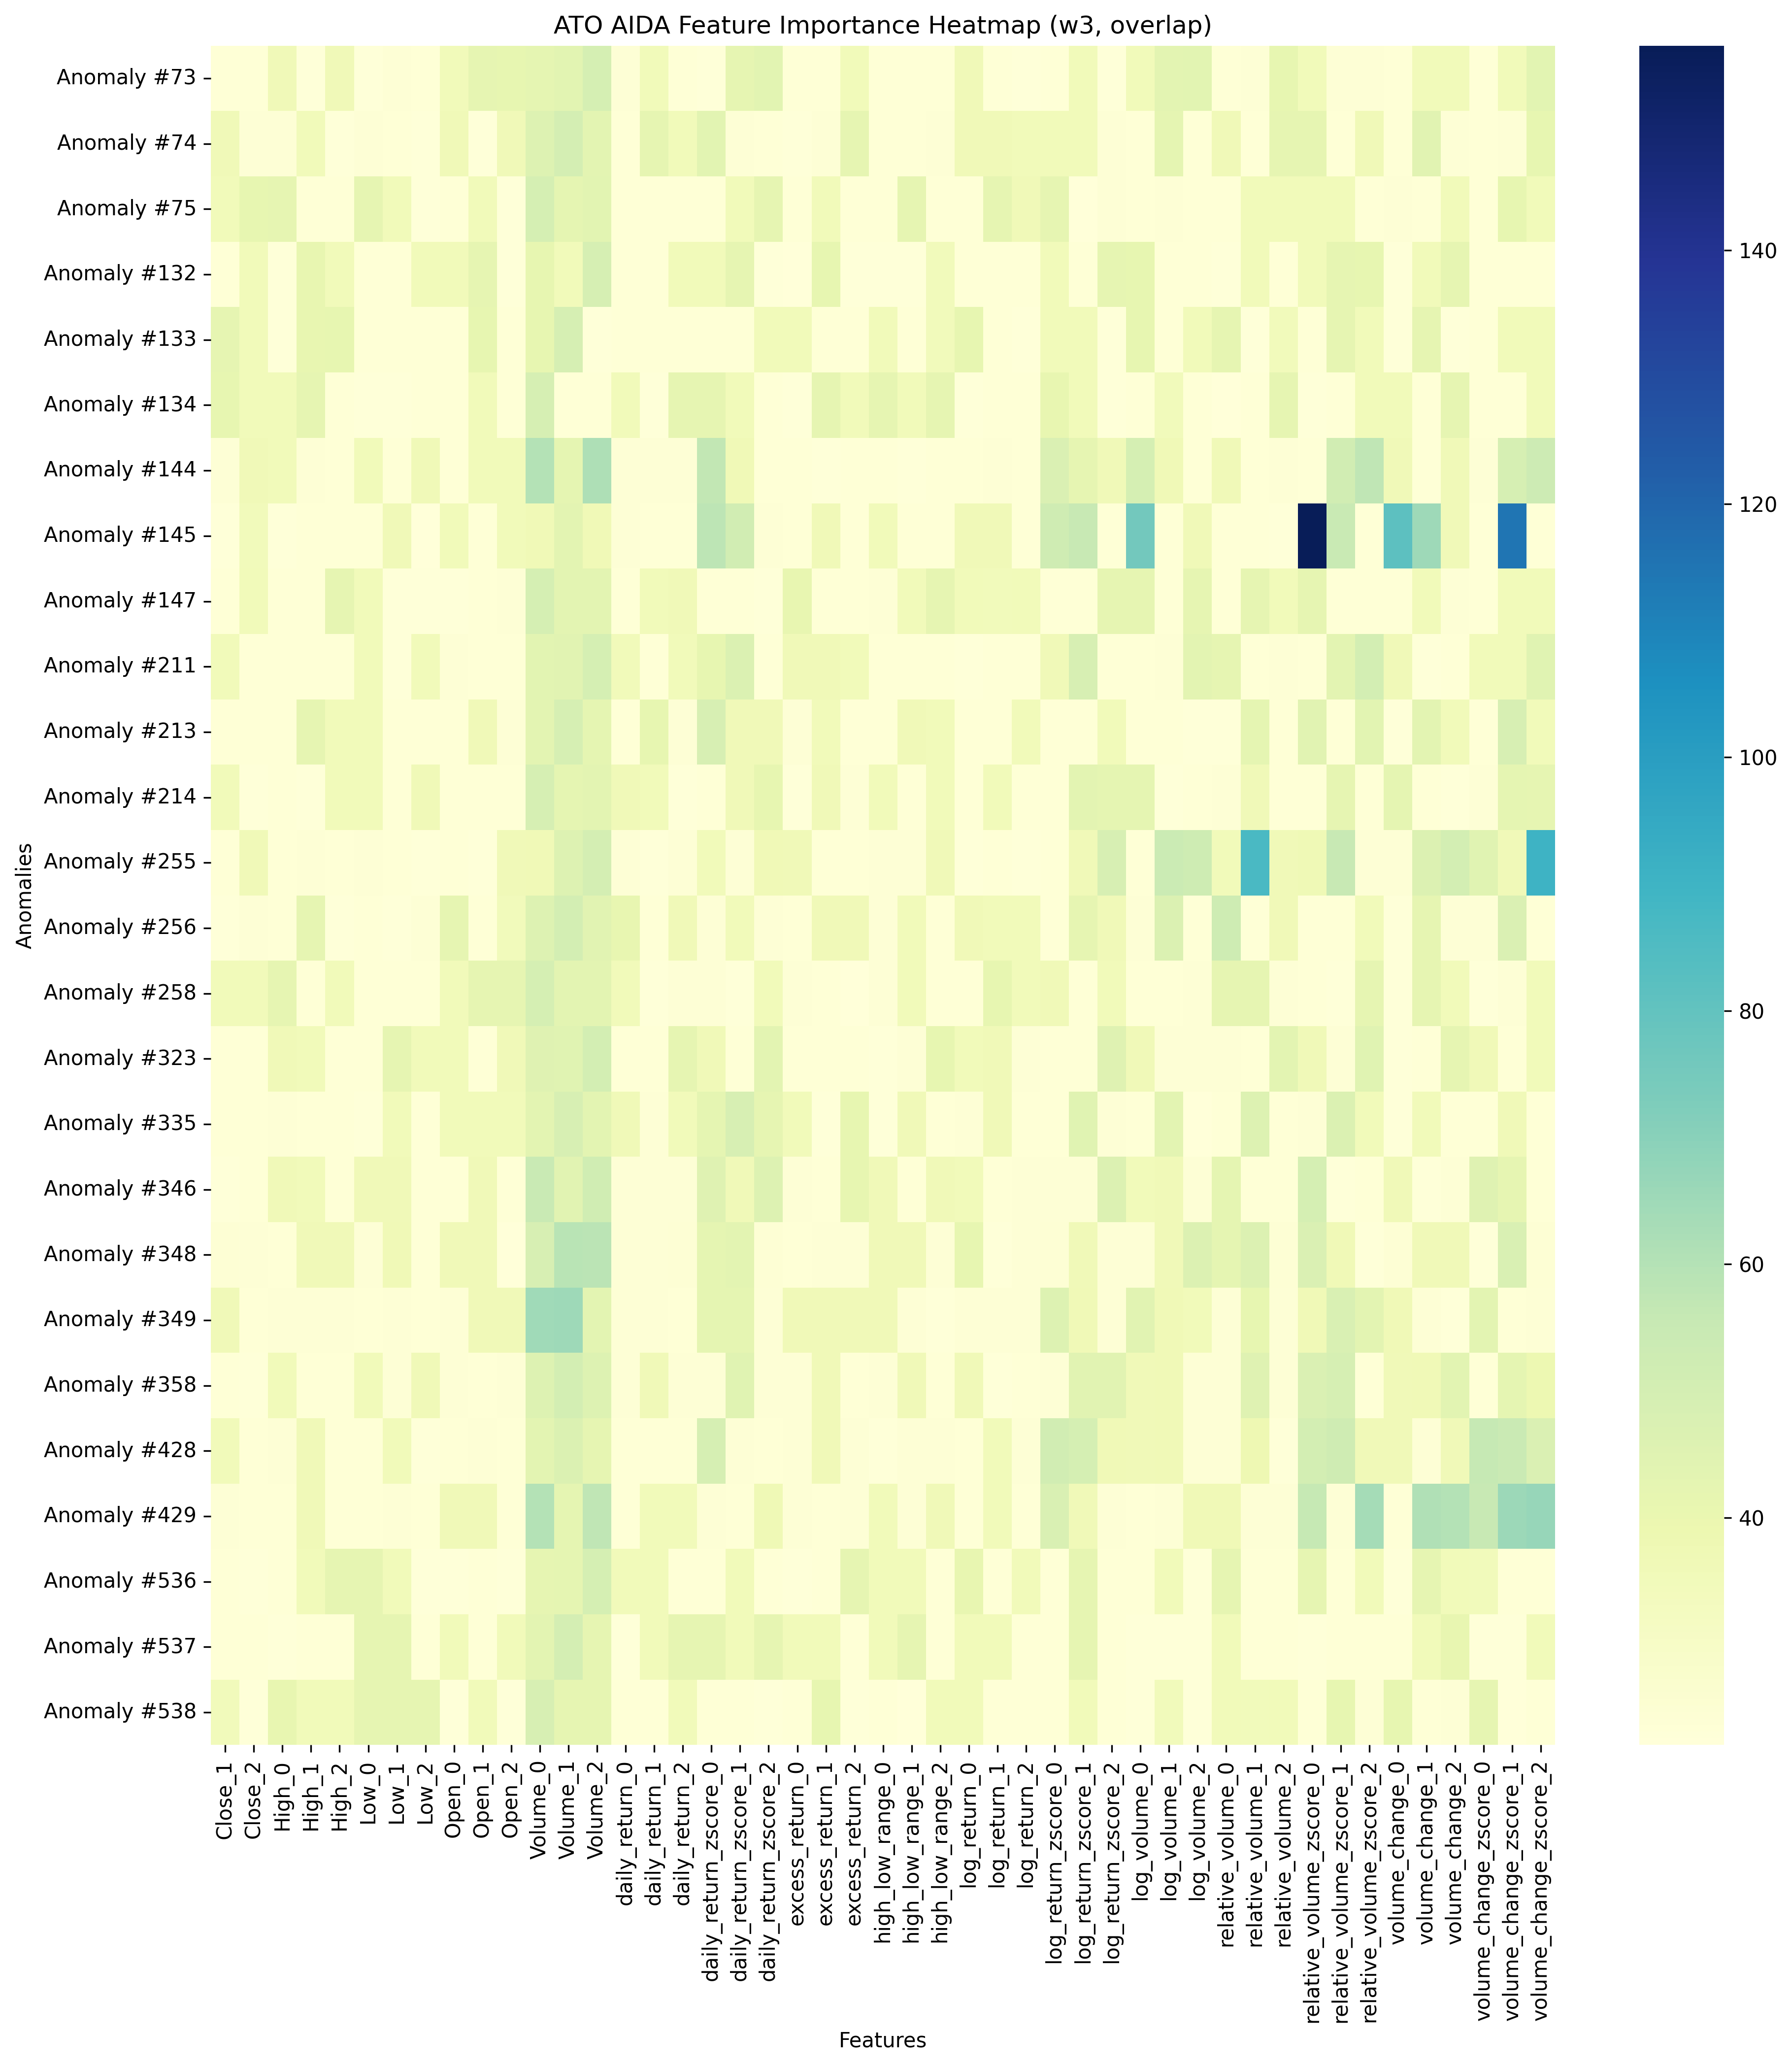 ATO AIDA Feature Importance Heatmap (w3, overlap)
Anomalies
Anomaly #73
Anomaly #74
Anomaly #75
Anomaly #132
Anomaly #133
Anomaly #134
Anomaly #144
Anomaly #145
Anomaly #147
Anomaly #211
Anomaly #213
Anomaly #214
Anomaly #255
Anomaly #256
Anomaly #258
Anomaly #323
Anomaly #335
Anomaly #346
Anomaly #348
Anomaly #349
Anomaly #358
Anomaly #428
Anomaly #429
Anomaly #536
Anomaly #537
Anomaly #538
Close_1
Close_2
High_0
High_1
High_2
Low_0
Low_1
Low_2
Open_0
Open_1
Open_2
Volume_0
Volume_1
Volume_2
daily_return_0
daily_return_1
daily_return_2
daily_return_zscore_0
daily_return_zscore_1
daily_return_zscore_2
excess_return_0
excess_return_1
excess_return_2
high_low_range_0
high_low_range_1
high_low_range_2
log_return_0
log_return_1
log_return_2
log_return_zscore_0
log_return_zscore_1
log_return_zscore_2
log_volume_0
log_volume_1
log_volume_2
relative_volume_0
relative_volume_1
relative_volume_2
relative_volume_zscore_0
relative_volume_zscore_1
relative_volume_zscore_2
volume_change_0
volume_change_1
volume_change_2
volume_change_zscore_0
volume_change_zscore_1
volume_change_zscore_2
Features
140
120
100
80
60
40